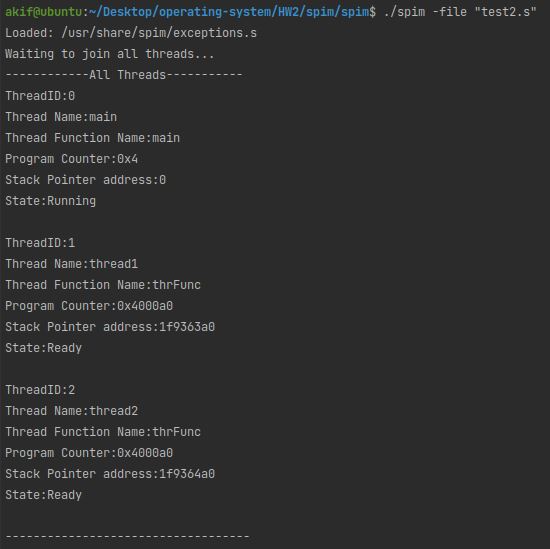 akif@ubuntu:~/Desktop/operating-system/HW2/spim/spim$ ./spim -file "test2.s"
Loaded: /usr/share/spim/exceptions.s
Waiting to join all threads...
------------All Threads-----------
ThreadID:0
Thread Name:main
Thread Function Name:main
Program Counter:0x4
Stack Pointer address:0
State:Running
ThreadID:1
Thread Name:thread1
Thread Function Name:thrFunc
Program Counter:0x4000a0
Stack Pointer address:1f9363a0
State:Ready
ThreadID:2
Thread Name:thread2
Thread Function Name:thrFunc
Program Counter:0x4000a0
Stack Pointer address:1f9364a0
State:Ready
-----------------------------------